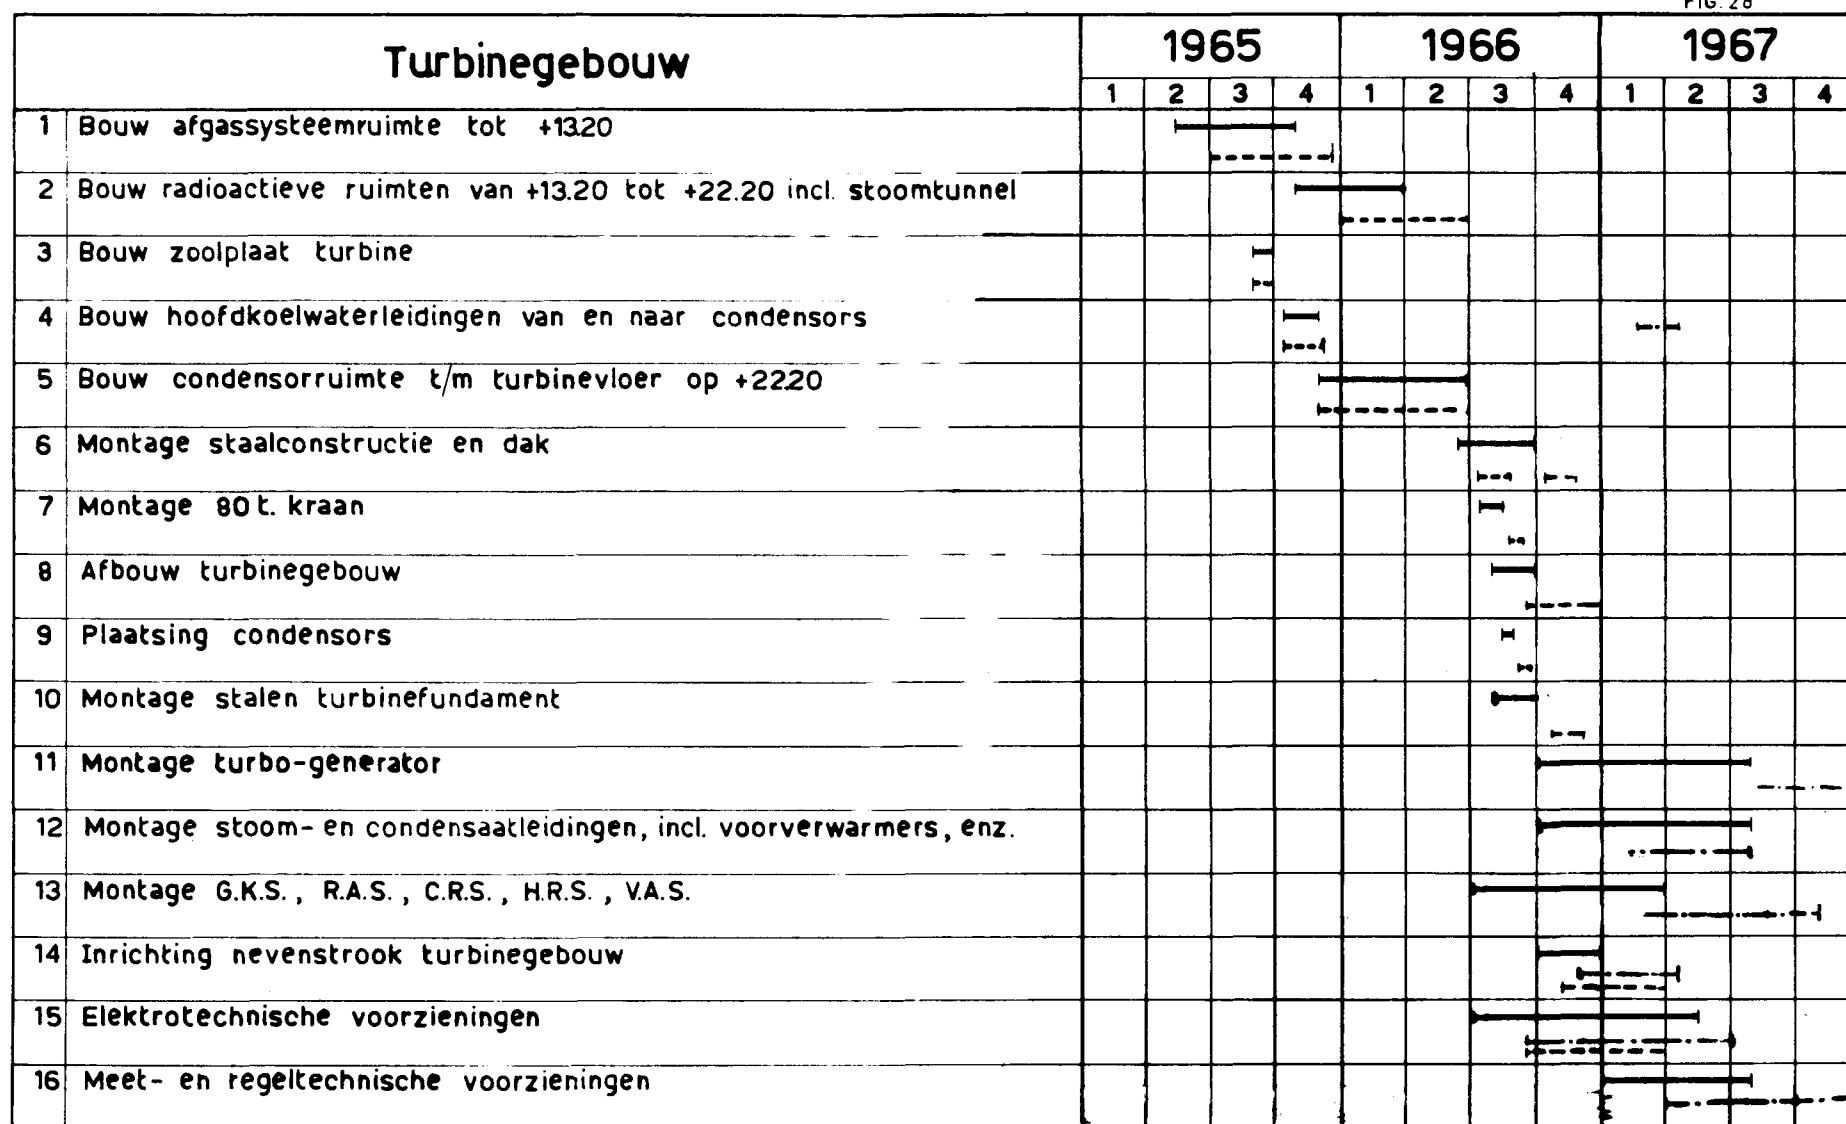 FIG. 28
Turbinegebouw 1965 1966 1967
1 2 3 4 1 2 3 4 1 2 3 4
1 Bouw afgassysteemruimte tot +13.20
2 Bouw radioactieve ruimten van +13.20 tot +22.20 incl. stoomtunnel
3 Bouw zoolplaat turbine
4 Bouw hoofdkoelwaterleidingen van en naar condensors
5 Bouw condensorruimte t/m turbinevloer op +22.20
6 Montage staalconstructie en dak
7 Montage 80 t. kraan
8 Afbouw turbinegebouw
9 Plaatsing condensors
10 Montage stalen turbinefundament
11 Montage turbo-generator
12 Montage stoom- en condensaatleidingen, incl. voorverwarmers, enz.
13 Montage G.K.S., R.A.S., C.R.S., H.R.S., V.A.S.
14 Inrichting nevenstrook turbinegebouw
15 Elektrotechnische voorzieningen
16 Meet- en regeltechnische voorzieningen